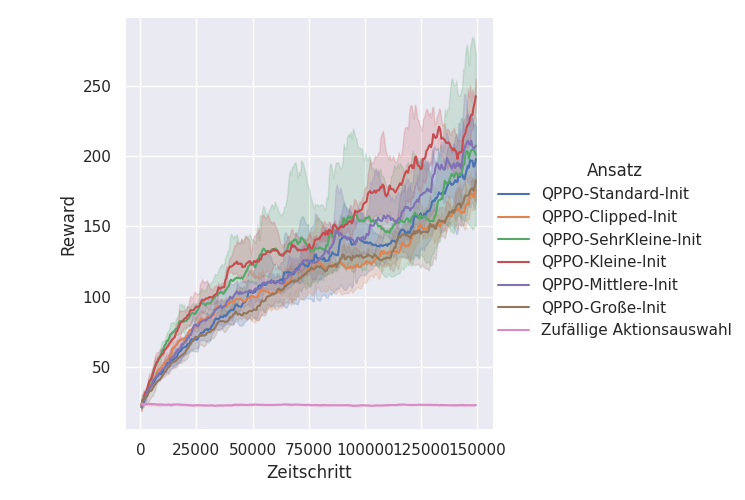 250
200
150
100
50
Reward
0
25000
50000
75000
100000
125000
150000
Zeitschritt
Ansatz
QPPO-Standard-Init
QPPO-Clipped-Init
QPPO-SehrKleine-Init
QPPO-Kleine-Init
QPPO-Mittlere-Init
QPPO-Große-Init
Zufällige Aktionsauswahl